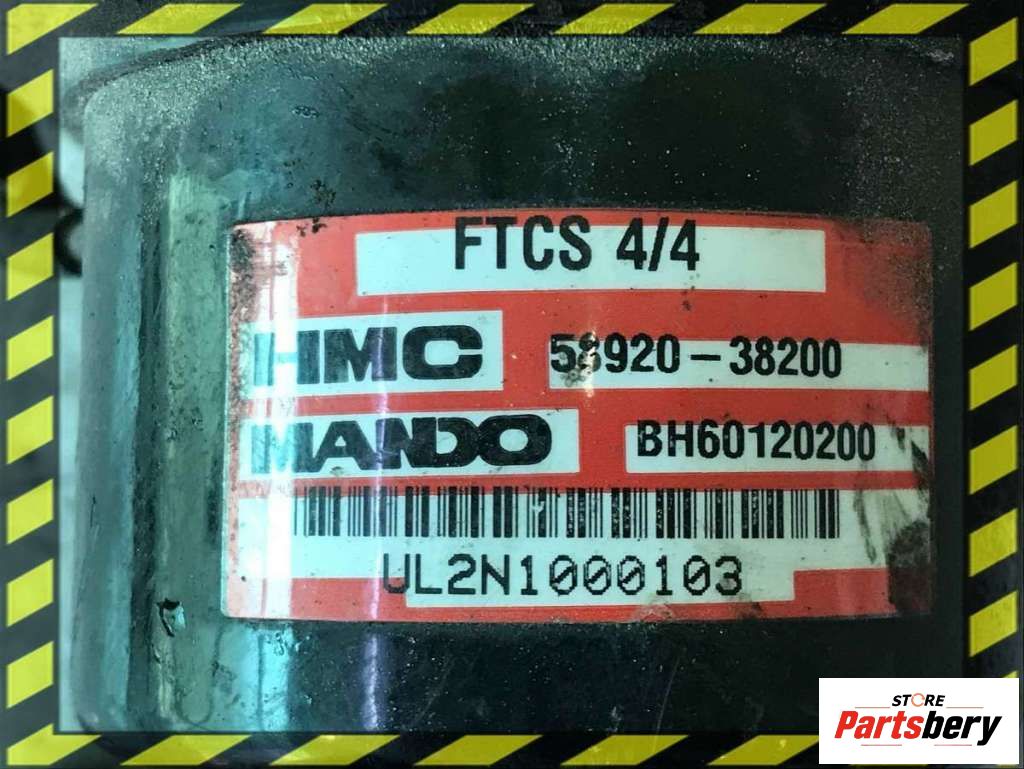 FTCS 4/4
HMC 58920-38200
MANDO BH60120200
UL2N1000103
STORE
Partsbery